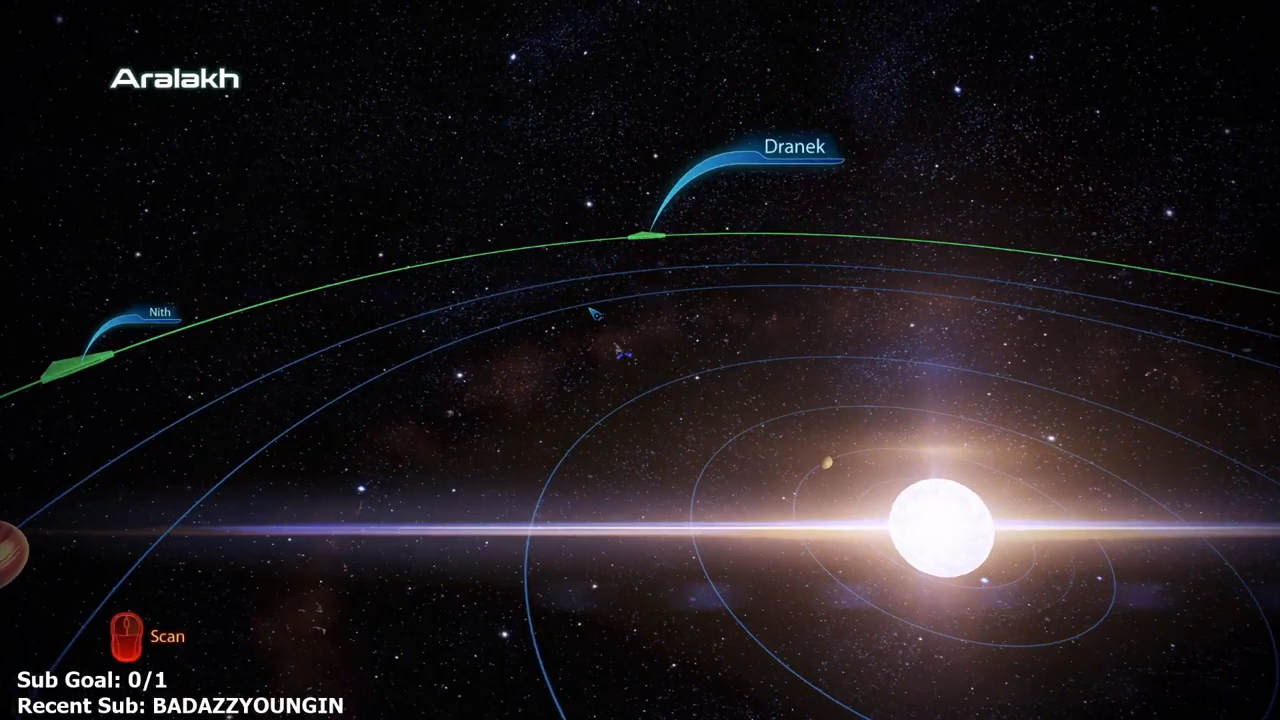 Aralakh
Dranek
Nith
Scan
Sub Goal: 0/1
Recent Sub: BADAZZYOUNGIN